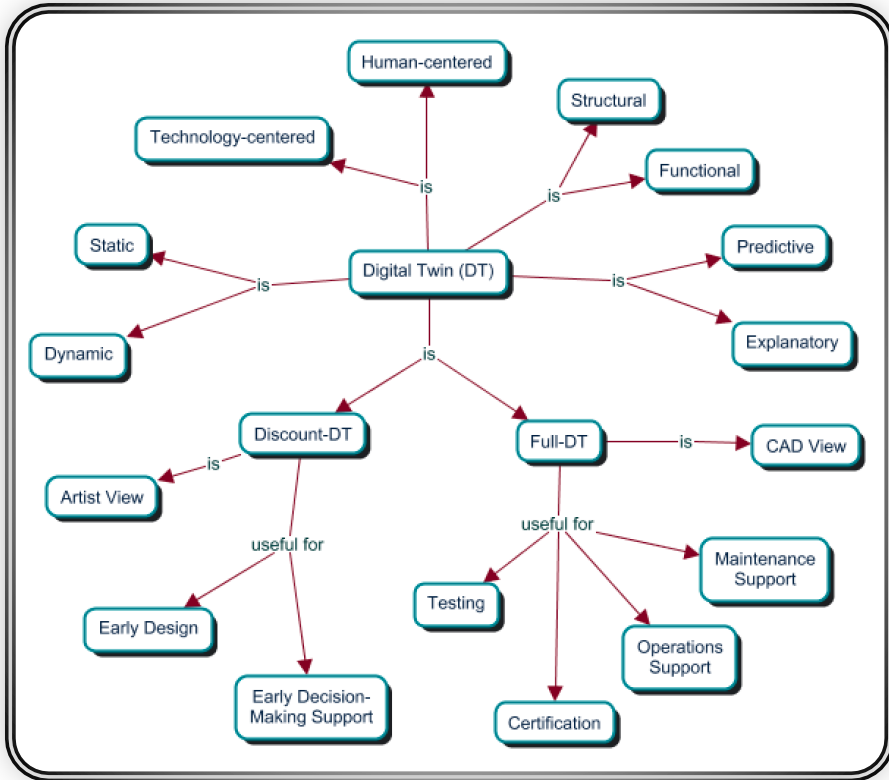 Human-centered
Structural
Technology-centered
Functional
is
is
Static
Predictive
Digital Twin (DT)
is
is
Dynamic
Explanatory
is
Discount-DT
Full-DT
is
CAD View
is
Artist View
useful for
useful for
Maintenance
Support
Testing
Early Design
Operations
Support
Early Decision-
Making Support
Certification